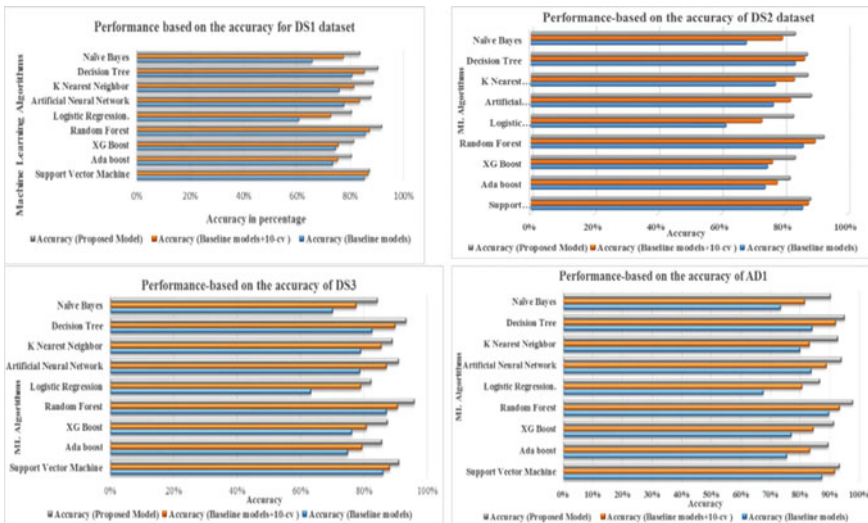 Performance based on the accuracy for DS1 dataset
Machine Learning Algorithms
Naïve Bayes
Decision Tree
K Nearest Neighbor
Artificial Neural Network
Logistic Regression.
Random Forest
XG Boost
Ada boost
Support Vector Machine
0% 20% 40% 60% 80% 100%
Accuracy in percentage
Accuracy (Proposed Model) Accuracy (Baseline models+10-cv ) Accuracy (Baseline models)
Performance-based on the accuracy of DS2 dataset
ML Algorithms
Naïve Bayes
Decision Tree
K Nearest…
Artificial…
Logistic…
Random Forest
XG Boost
Ada boost
Support…
0% 20% 40% 60% 80% 100%
Accuracy
Accuracy (Proposed Model) Accuracy (Baseline models+10-cv ) Accuracy (Baseline models)
Performance-based on the accuracy of DS3
ML Algorithms
Naïve Bayes
Decision Tree
K Nearest Neighbor
Artificial Neural Network
Logistic Regression
Random Forest
XG Boost
Ada boost
Support Vector Machine
0% 20% 40% 60% 80% 100%
Accuracy
Accuracy (Proposed Model) Accuracy (Baseline models+10-cv ) Accuracy (Baseline)
Performance-based on the accuracy of AD1
ML Algorithms
Naïve Bayes
Decision Tree
K Nearest Neighbor
Artificial Neural Network
Logistic Regression.
Random Forest
XG Boost
Ada boost
Support Vector Machine
0% 10% 20% 30% 40% 50% 60% 70% 80% 90% 100%
Accuracy
Accuracy (Proposed Model) Accuracy (Baseline models+10-cv ) Accuracy (Baseline models)